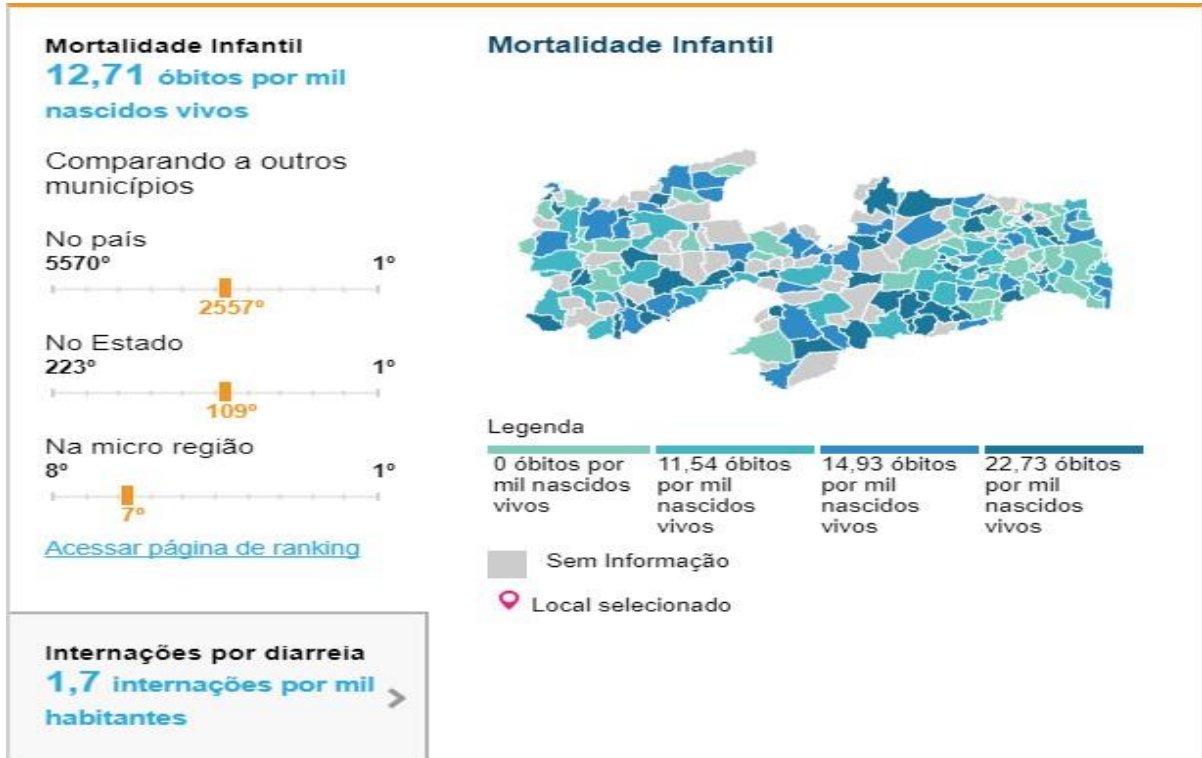 Mortalidade Infantil
12,71 óbitos por mil
nascidos vivos
Comparando a outros
municípios
No país
5570º 1º
2557º
No Estado
223º 1º
109º
Na micro região
8º 1º
7º
Acessar página de ranking
Internações por diarreia
1,7 internações por mil
habitantes
Mortalidade Infantil
Legenda
0 óbitos por
mil nascidos
vivos
11,54 óbitos
por mil
nascidos
vivos
14,93 óbitos
por mil
nascidos
vivos
22,73 óbitos
por mil
nascidos
vivos
Sem Informação
Local selecionado